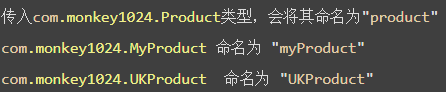 传入com.monkey1024.Product类型，会将其命名为"product"
com.monkey1024.MyProduct 命名为 "myProduct"
com.monkey1024.UKProduct  命名为 "UKProduct"